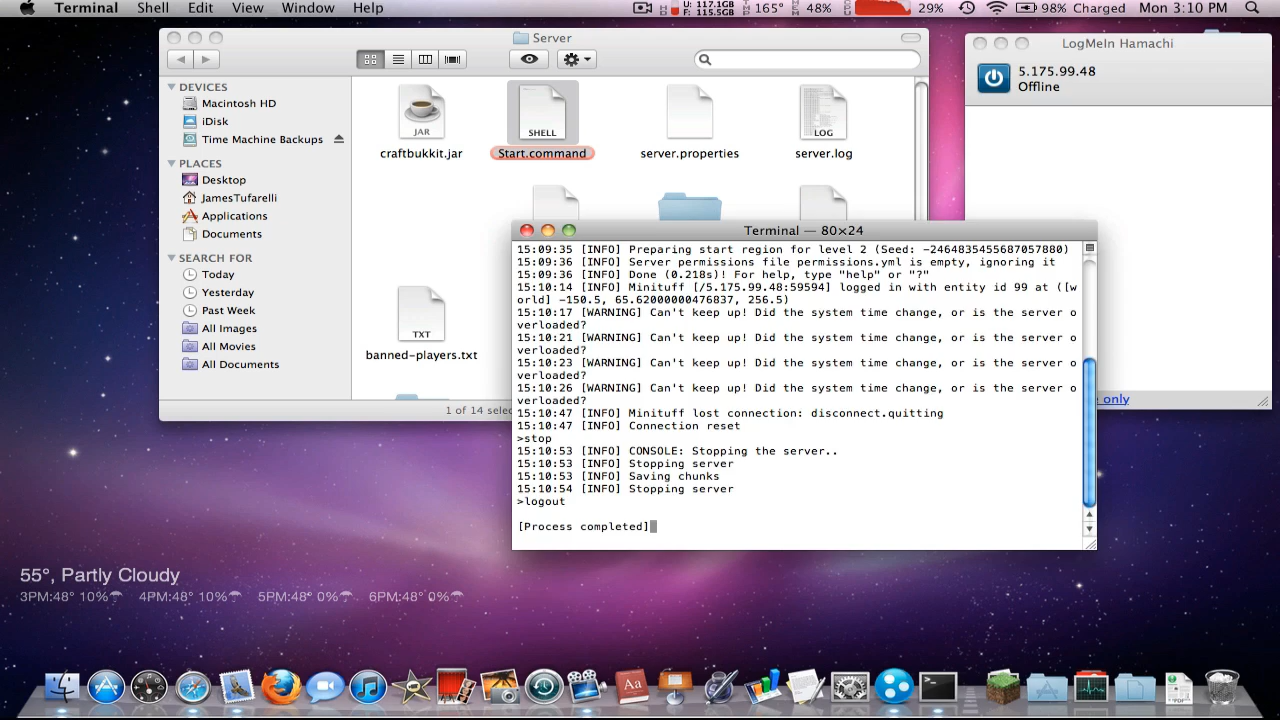 Terminal Shell Edit View Window Help
U: 117.1GB
F: 115.5GB
165° 48% 29% 98% Charged Mon 3:10 PM
Server
LogMeIn Hamachi
5.175.99.48
Offline
DEVICES
Macintosh HD
iDisk
Time Machine Backups
PLACES
Desktop
JamesTufarelli
Applications
Documents
SEARCH FOR
Today
Yesterday
Past Week
All Images
All Movies
All Documents
JAR
SHELL
LOG
craftbukkit.jar
Start.command
server.properties
server.log
TXT
banned-players.txt
1 of 14 selec
only
Terminal — 80×24
15:09:35 [INFO] Preparing start region for level 2 (Seed: -2464835455687057880)
15:09:36 [INFO] Server permissions file permissions.yml is empty, ignoring it
15:09:36 [INFO] Done (0.218s)! For help, type "help" or "?"
15:10:14 [INFO] Minituff [/5.175.99.48:59594] logged in with entity id 99 at ([w
orld] -150.5, 65.62000000476837, 256.5)
15:10:17 [WARNING] Can't keep up! Did the system time change, or is the server o
verloaded?
15:10:21 [WARNING] Can't keep up! Did the system time change, or is the server o
verloaded?
15:10:23 [WARNING] Can't keep up! Did the system time change, or is the server o
verloaded?
15:10:26 [WARNING] Can't keep up! Did the system time change, or is the server o
verloaded?
15:10:47 [INFO] Minituff lost connection: disconnect.quitting
15:10:47 [INFO] Connection reset
>stop
15:10:53 [INFO] CONSOLE: Stopping the server..
15:10:53 [INFO] Stopping server
15:10:53 [INFO] Saving chunks
15:10:54 [INFO] Stopping server
>logout
[Process completed]
55°, Partly Cloudy
3PM:48° 10% 4PM:48° 10% 5PM:48° 0% 6PM:48° 0%